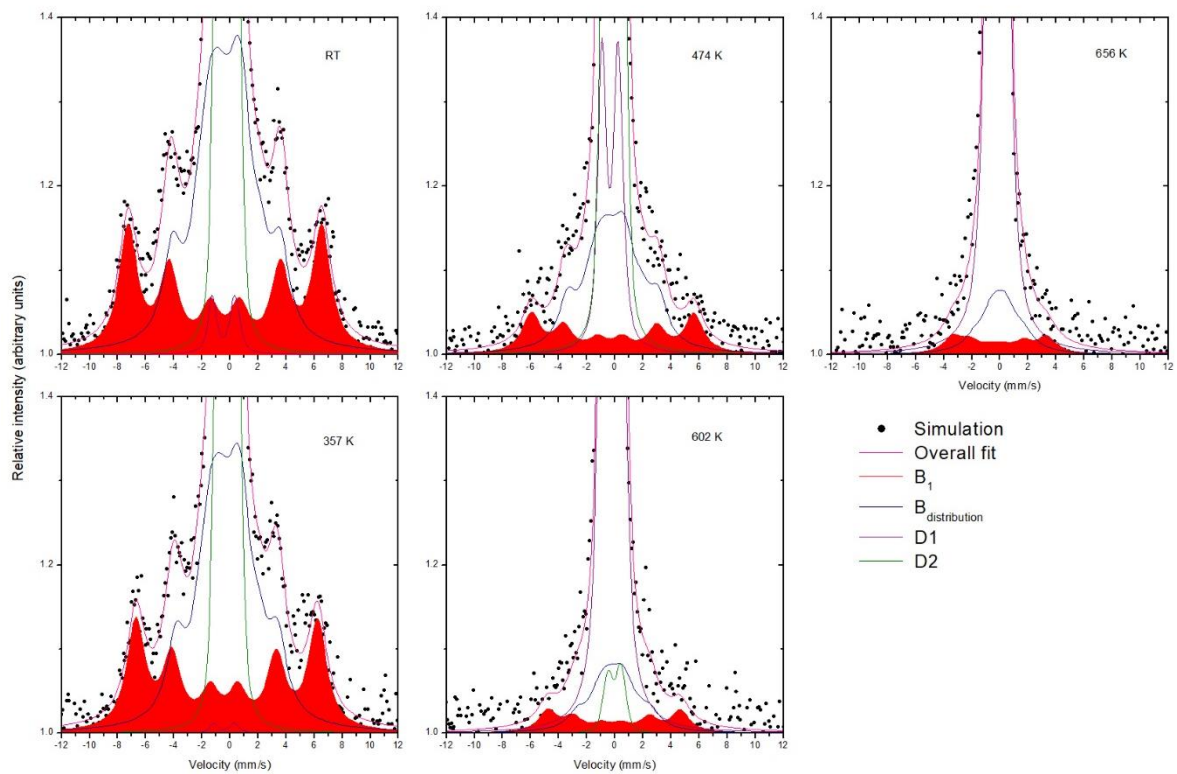 RT
474 K
656 K
1.4
1.2
1.0
-12 -10 -8 -6 -4 -2 0 2 4 6 8 10 12
1.4
1.2
1.0
-12 -10 -8 -6 -4 -2 0 2 4 6 8 10 12
Velocity (mm/s)
1.4
1.2
1.0
-12 -10 -8 -6 -4 -2 0 2 4 6 8 10 12
Velocity (mm/s)
Relative intensity (arbitrary units)
357 K
602 K
1.4
1.2
1.0
-12 -10 -8 -6 -4 -2 0 2 4 6 8 10 12
Velocity (mm/s)
1.4
1.2
1.0
-12 -10 -8 -6 -4 -2 0 2 4 6 8 10 12
Velocity (mm/s)
Simulation
Overall fit
B1
Bdistribution
D1
D2